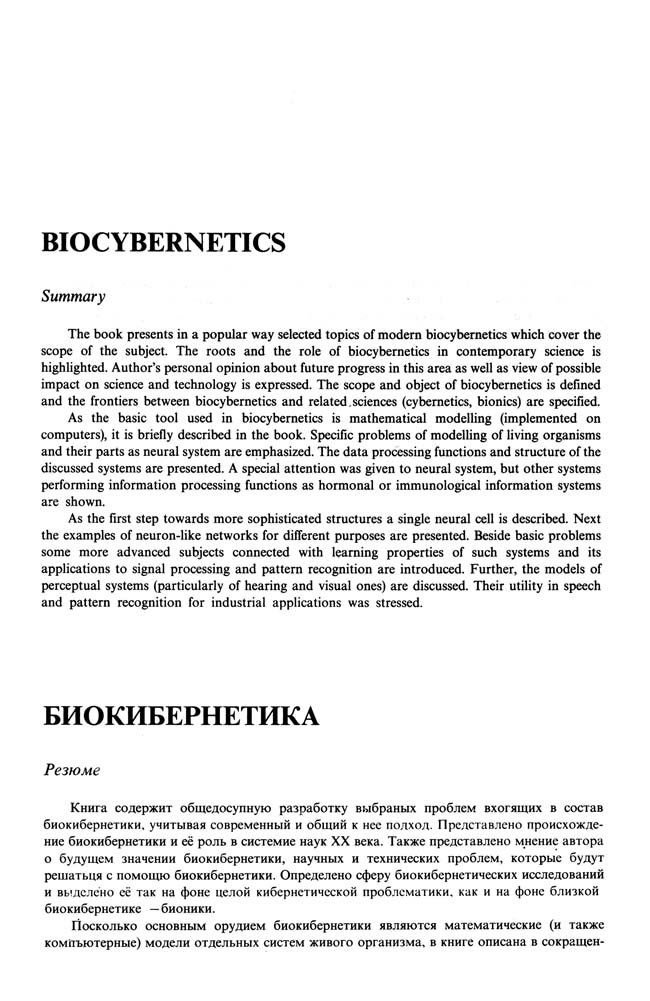 BIOCYBERNETICS
Summary
The book presents in a popular way selected topics of modern biocybernetics which cover the
scope of the subject. The roots and the role of biocybernetics in contemporary science is
highlighted. Author's personal opinion about future progress in this area as well as view of possible
impact on science and technology is expressed. The scope and object of biocybernetics is defined
and the frontiers between biocybernetics and related sciences (cybernetics, bionics) are specified.
As the basic tool used in biocybernetics is mathematical modelling (implemented on
computers), it is briefly described in the book. Specific problems of modelling of living organisms
and their parts as neural system are emphasized. The data processing functions and structure of the
discussed systems are presented. A special attention was given to neural system, but other systems
performing information processing functions as hormonal or immunological information systems
are shown.
As the first step towards more sophisticated structures a single neural cell is described. Next
the examples of neuron-like networks for different purposes are presented. Beside basic problems
some more advanced subjects connected with learning properties of such systems and its
applications to signal processing and pattern recognition are introduced. Further, the models of
perceptual systems (particularly of hearing and visual ones) are discussed. Their utility in speech
and pattern recognition for industrial applications was stressed.
БИОКИБЕРНЕТИКА
Резюме
Книга содержит общедосупную разработку выбраных проблем входящих в состав
биокибернетики, учитывая современный и общий к нее подход. Представлено происхожде-
ние биокибернетики и её роль в системие наук XX века. Также представлено мнение автора
о будущем значении биокибернетики, научных и технических проблем, которые будут
решатьця с помощью биокибернетики. Определено сферу биокибернетических исследований
и выделено её так на фоне целой кибернетической проблематики, как и на фоне близкой
биокибернетике — бионики.
Посколько основным орудием биокибернетики являются математические (и также
компъютерные) модели отдельных систем живого организма, в книге описана в сокращен-